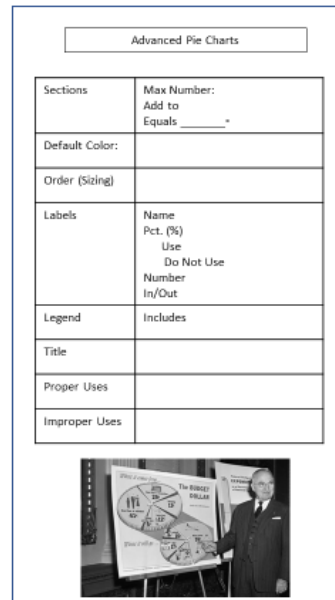 Advanced Pie Charts
Sections
Max Number:
Add to
Equals _______°
Default Color:
Order (Sizing)
Labels
Name
Pct. (%)
Use
Do Not Use
Number
In/Out
Legend
Includes
Title
Proper Uses
Improper Uses
The BUDGET
DOLLAR